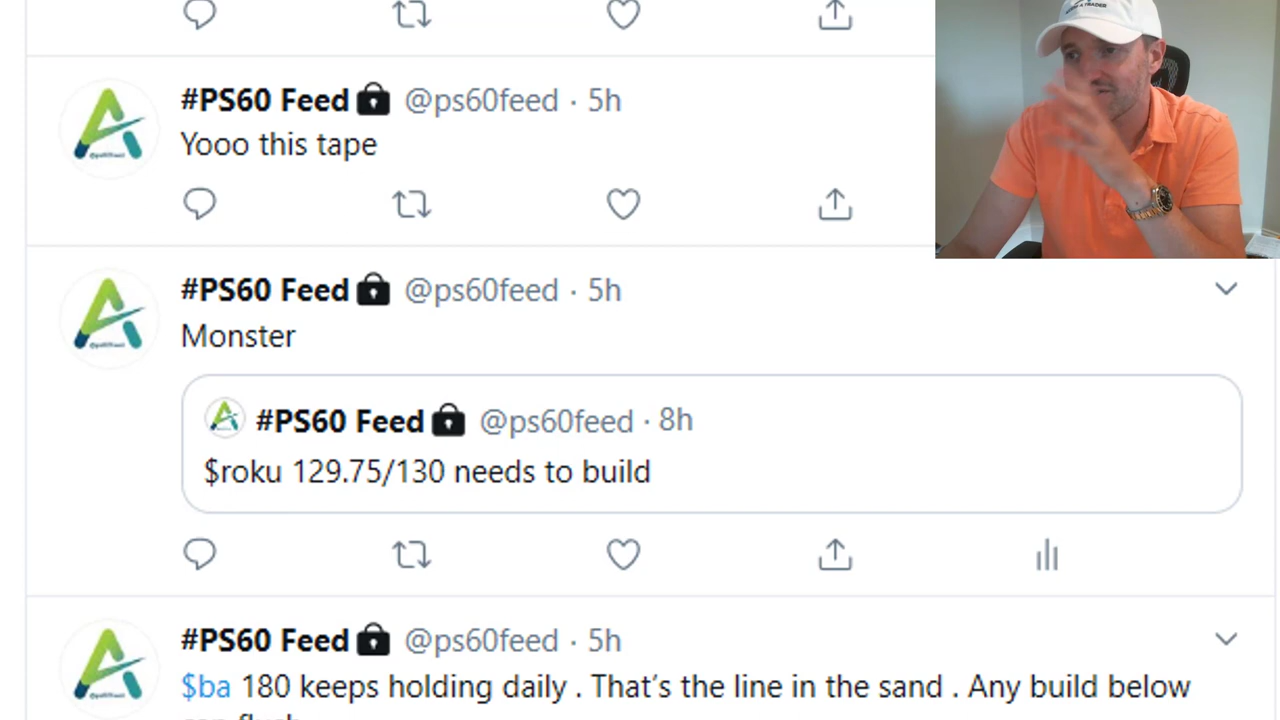 #PS60 Feed @ps60feed · 5h
Yooo this tape
#PS60 Feed @ps60feed · 5h
Monster
#PS60 Feed @ps60feed · 8h
$roku 129.75/130 needs to build
#PS60 Feed @ps60feed · 5h
$ba 180 keeps holding daily . That's the line in the sand . Any build below
can flush